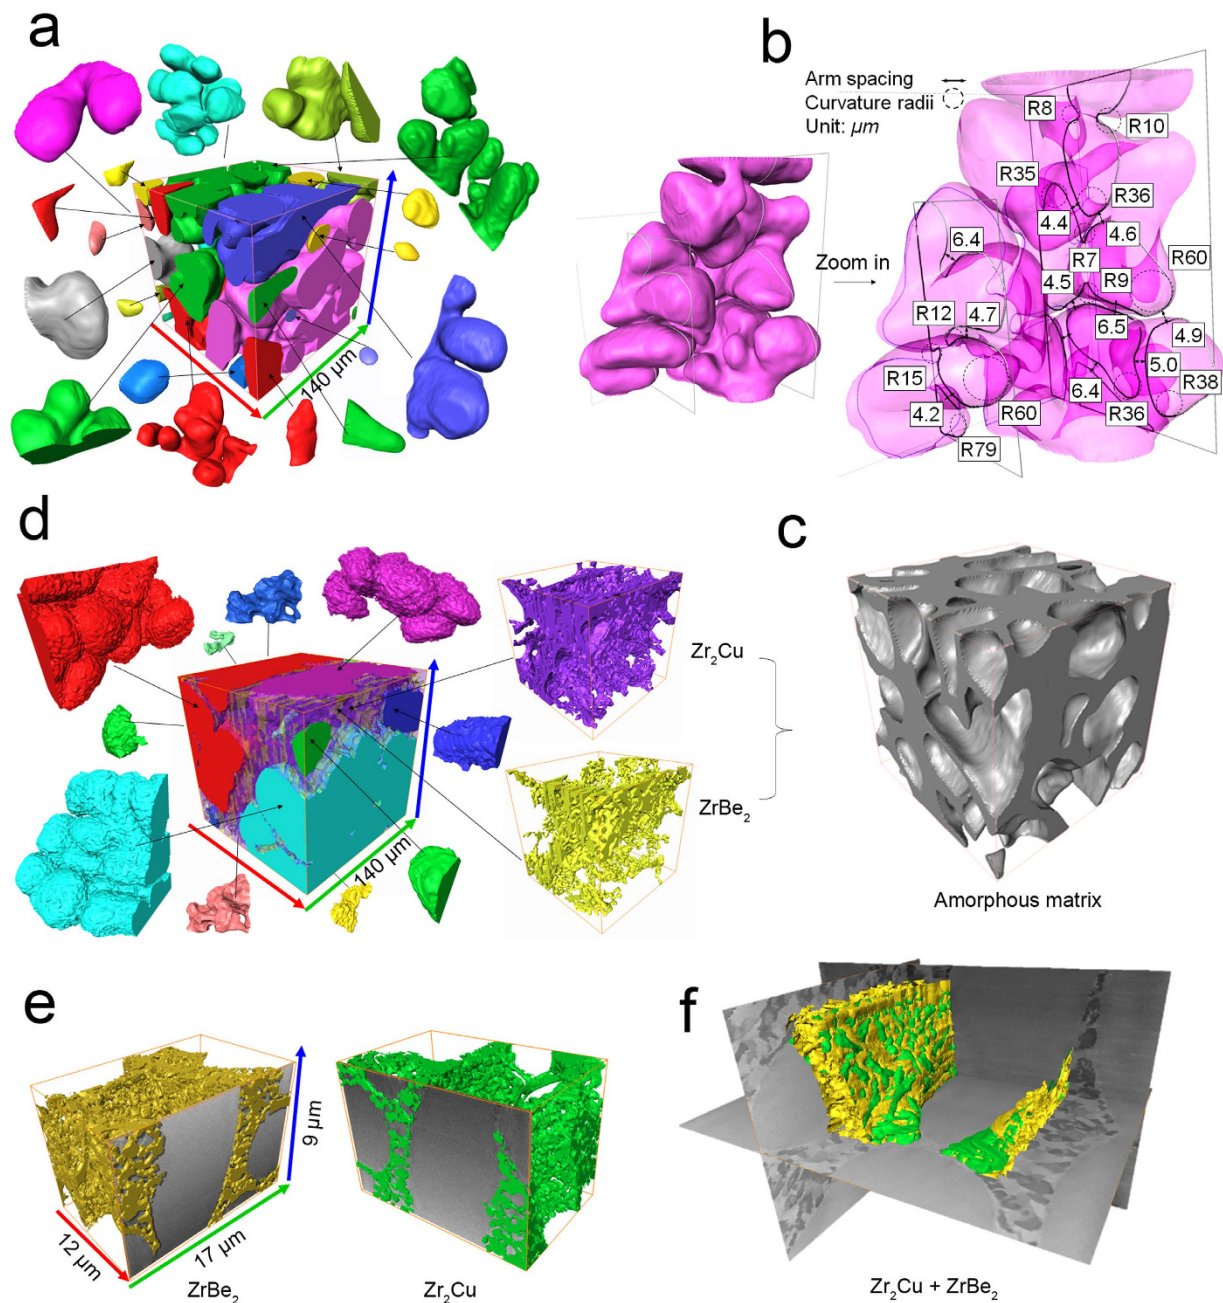 a
140 µm
b
Arm spacing
Curvature radii
Unit: µm
Zoom in
R8
R10
R35
R36
4.4
4.6
6.4
R7
R60
4.5
R9
R12
4.7
6.5
4.9
R15
5.0
6.4
R38
4.2
R60
R36
R79
d
140 µm
Zr₂Cu
ZrBe₂
c
Amorphous matrix
e
9 µm
12 µm
17 µm
ZrBe₂
Zr₂Cu
f
Zr₂Cu + ZrBe₂